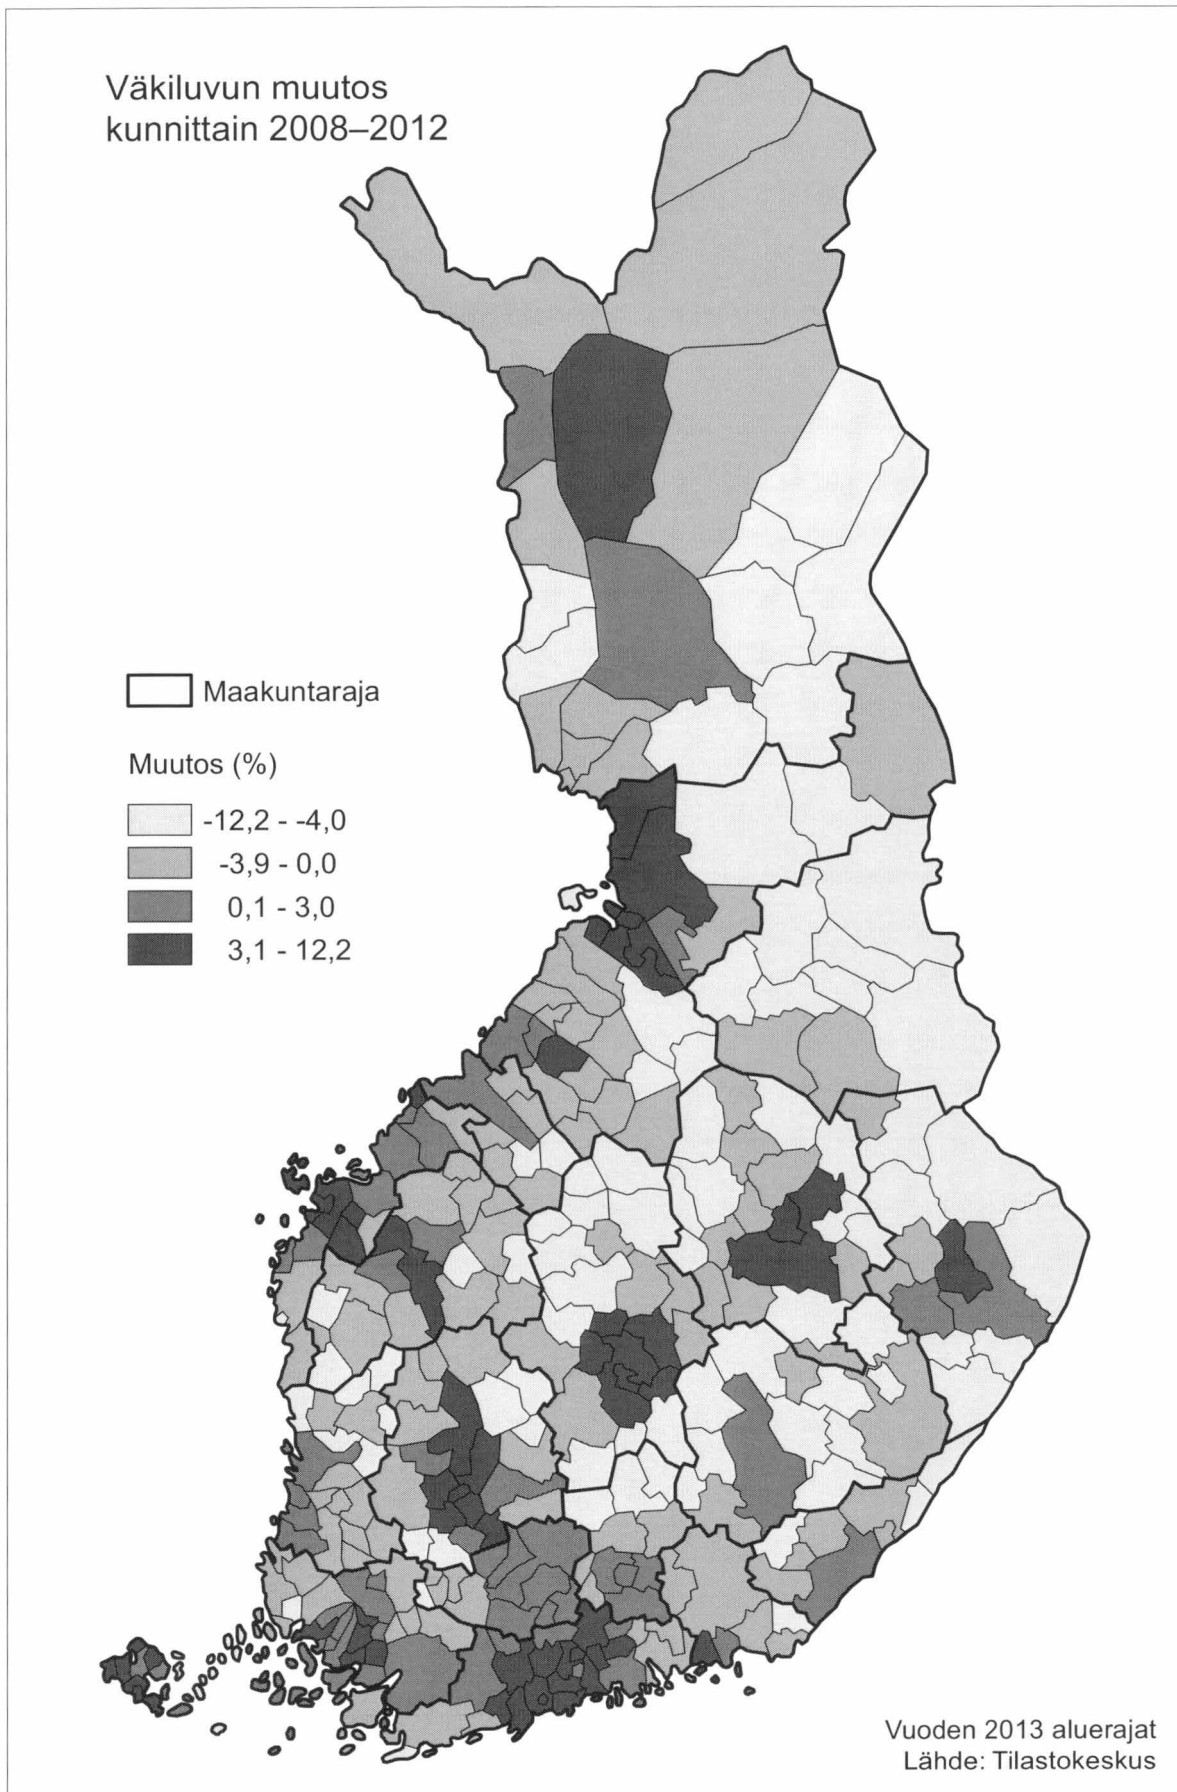 Väkiluvun muutos
kunnittain 2008–2012
Maakuntaraja
Muutos (%)
-12,2 - -4,0
-3,9 - 0,0
0,1 - 3,0
3,1 - 12,2
Vuoden 2013 aluerajat
Lähde: Tilastokeskus